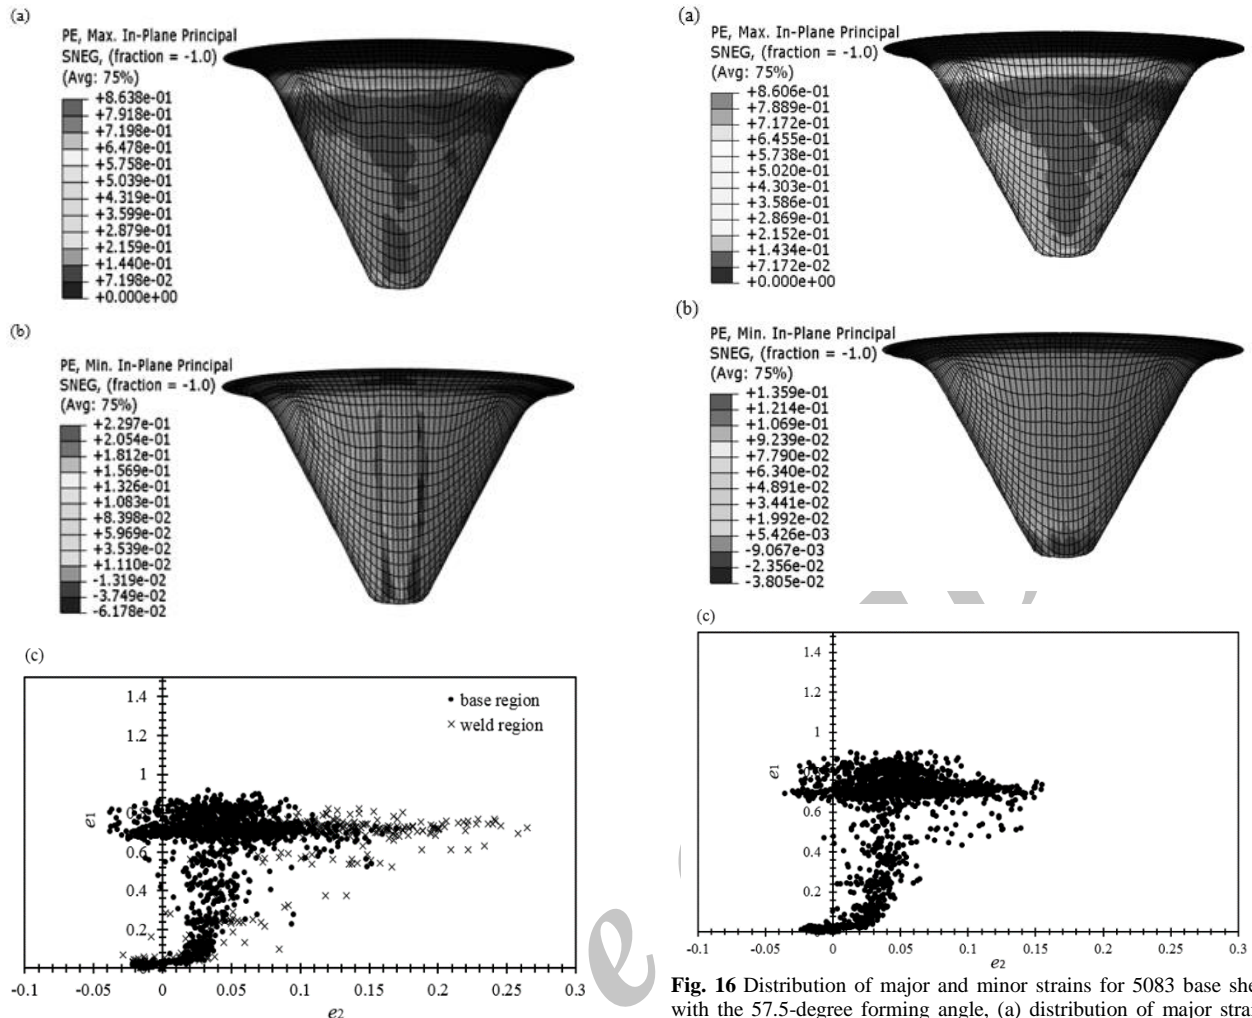 (a)
PE, Max. In-Plane Principal
SNEG, (fraction = -1.0)
(Avg: 75%)
+8.638e-01
+7.918e-01
+7.198e-01
+6.478e-01
+5.758e-01
+5.039e-01
+4.319e-01
+3.599e-01
+2.879e-01
+2.159e-01
+1.440e-01
+7.198e-02
+0.000e+00
(b)
PE, Min. In-Plane Principal
SNEG, (fraction = -1.0)
(Avg: 75%)
+2.297e-01
+2.054e-01
+1.812e-01
+1.569e-01
+1.326e-01
+1.083e-01
+8.398e-02
+5.969e-02
+3.539e-02
+1.110e-02
-1.319e-02
-3.749e-02
-6.178e-02
(c)
1.4
1.2
1
0.8
0.6
0.4
0.2
0
e1
base region
weld region
-0.1
-0.05
0
0.05
0.1
0.15
0.2
0.25
0.3
e2
(a)
PE, Max. In-Plane Principal
SNEG, (fraction = -1.0)
(Avg: 75%)
+8.606e-01
+7.889e-01
+7.172e-01
+6.455e-01
+5.738e-01
+5.020e-01
+4.303e-01
+3.586e-01
+2.869e-01
+2.152e-01
+1.434e-01
+7.172e-02
+0.000e+00
(b)
PE, Min. In-Plane Principal
SNEG, (fraction = -1.0)
(Avg: 75%)
+1.359e-01
+1.214e-01
+1.069e-01
+9.239e-02
+7.790e-02
+6.340e-02
+4.891e-02
+3.441e-02
+1.992e-02
+5.426e-03
-9.067e-03
-2.356e-02
-3.805e-02
(c)
1.4
1.2
1
0.6
0.4
0.2
e1
-0.1
-0.05
0
0.05
0.1
0.15
0.2
0.25
0.3
e2
Fig. 16 Distribution of major and minor strains for 5083 base she
with the 57.5-degree forming angle, (a) distribution of major strai